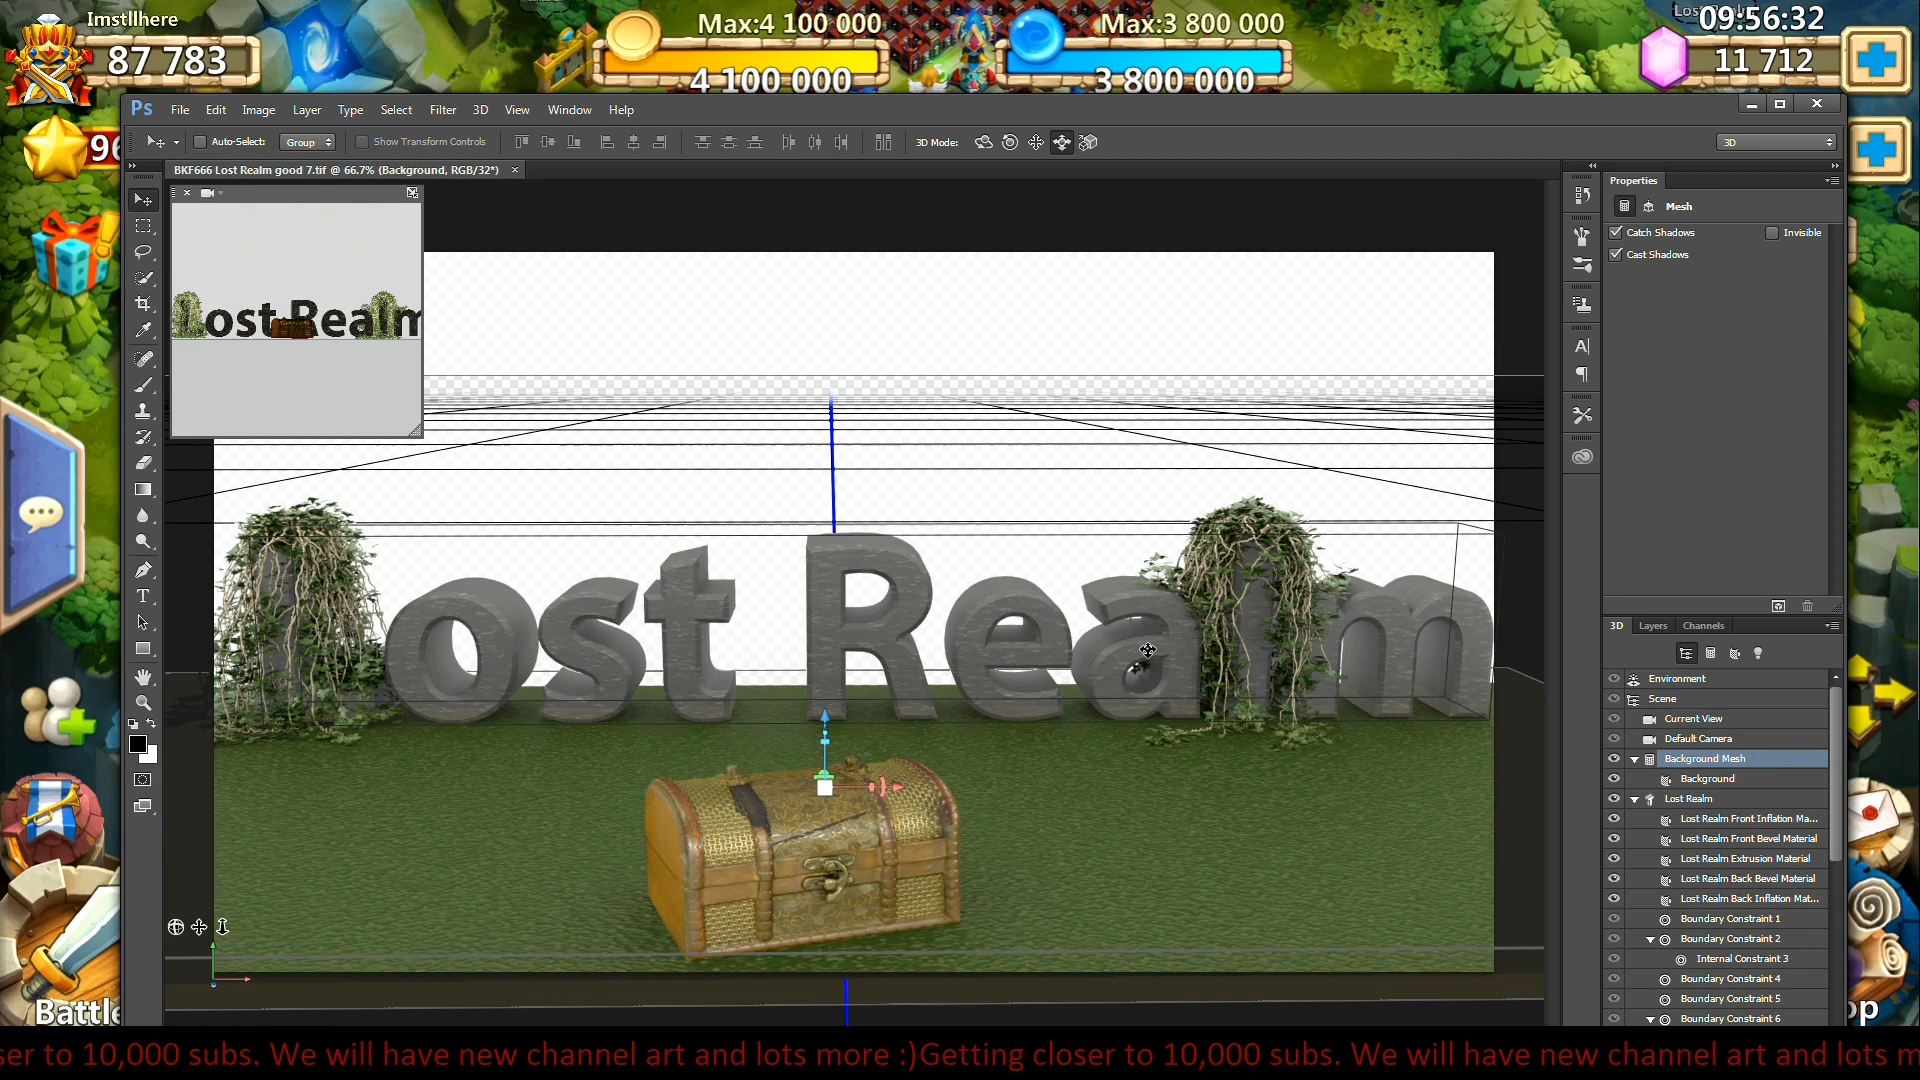 Imstllhere
87 783
Max:4 100 000
4 100 000
Max:3 800 000
3 800 000
09:56:32
11 712
96
Ps File Edit Image Layer Type Select Filter 3D View Window Help
Auto-Select: Group Show Transform Controls 3D Mode: 3D
BKF666 Lost Realm good 7.tif @ 66.7% (Background, RGB/32*)
Lost Realm
Lost Realm
Properties
Mesh
Catch Shadows Invisible
Cast Shadows
3D Layers Channels
Environment
Scene
Current View
Default Camera
Background Mesh
Background
Lost Realm
Lost Realm Front Inflation Ma...
Lost Realm Front Bevel Material
Lost Realm Extrusion Material
Lost Realm Back Bevel Material
Lost Realm Back Inflation Mat...
Boundary Constraint 1
Boundary Constraint 2
Internal Constraint 3
Boundary Constraint 4
Boundary Constraint 5
Boundary Constraint 6
Battle
op
ser to 10,000 subs. We will have new channel art and lots more :)Getting closer to 10,000 subs. We will have new channel art and lots m